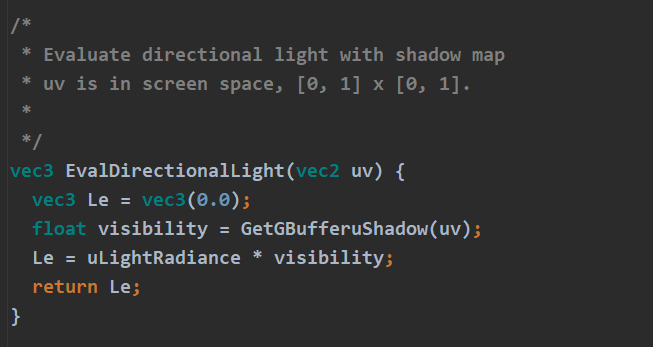 /*
 * Evaluate directional light with shadow map
 * uv is in screen space, [0, 1] x [0, 1].
 *
 */
vec3 EvalDirectionalLight(vec2 uv) {
  vec3 Le = vec3(0.0);
  float visibility = GetGBufferuShadow(uv);
  Le = uLightRadiance * visibility;
  return Le;
}